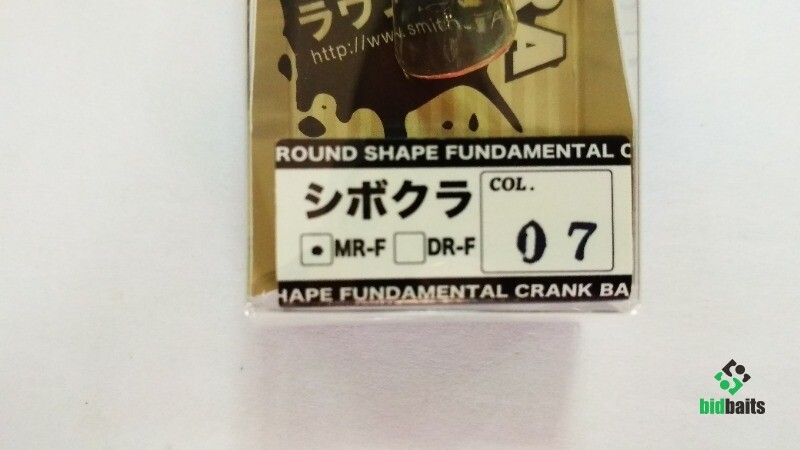 RA
ラウ
http://www.smith
ROUND SHAPE FUNDAMENTAL C
シボクラ
COL.
07
MR-F DR-F
HAPE FUNDAMENTAL CRANK BA
bidbaits